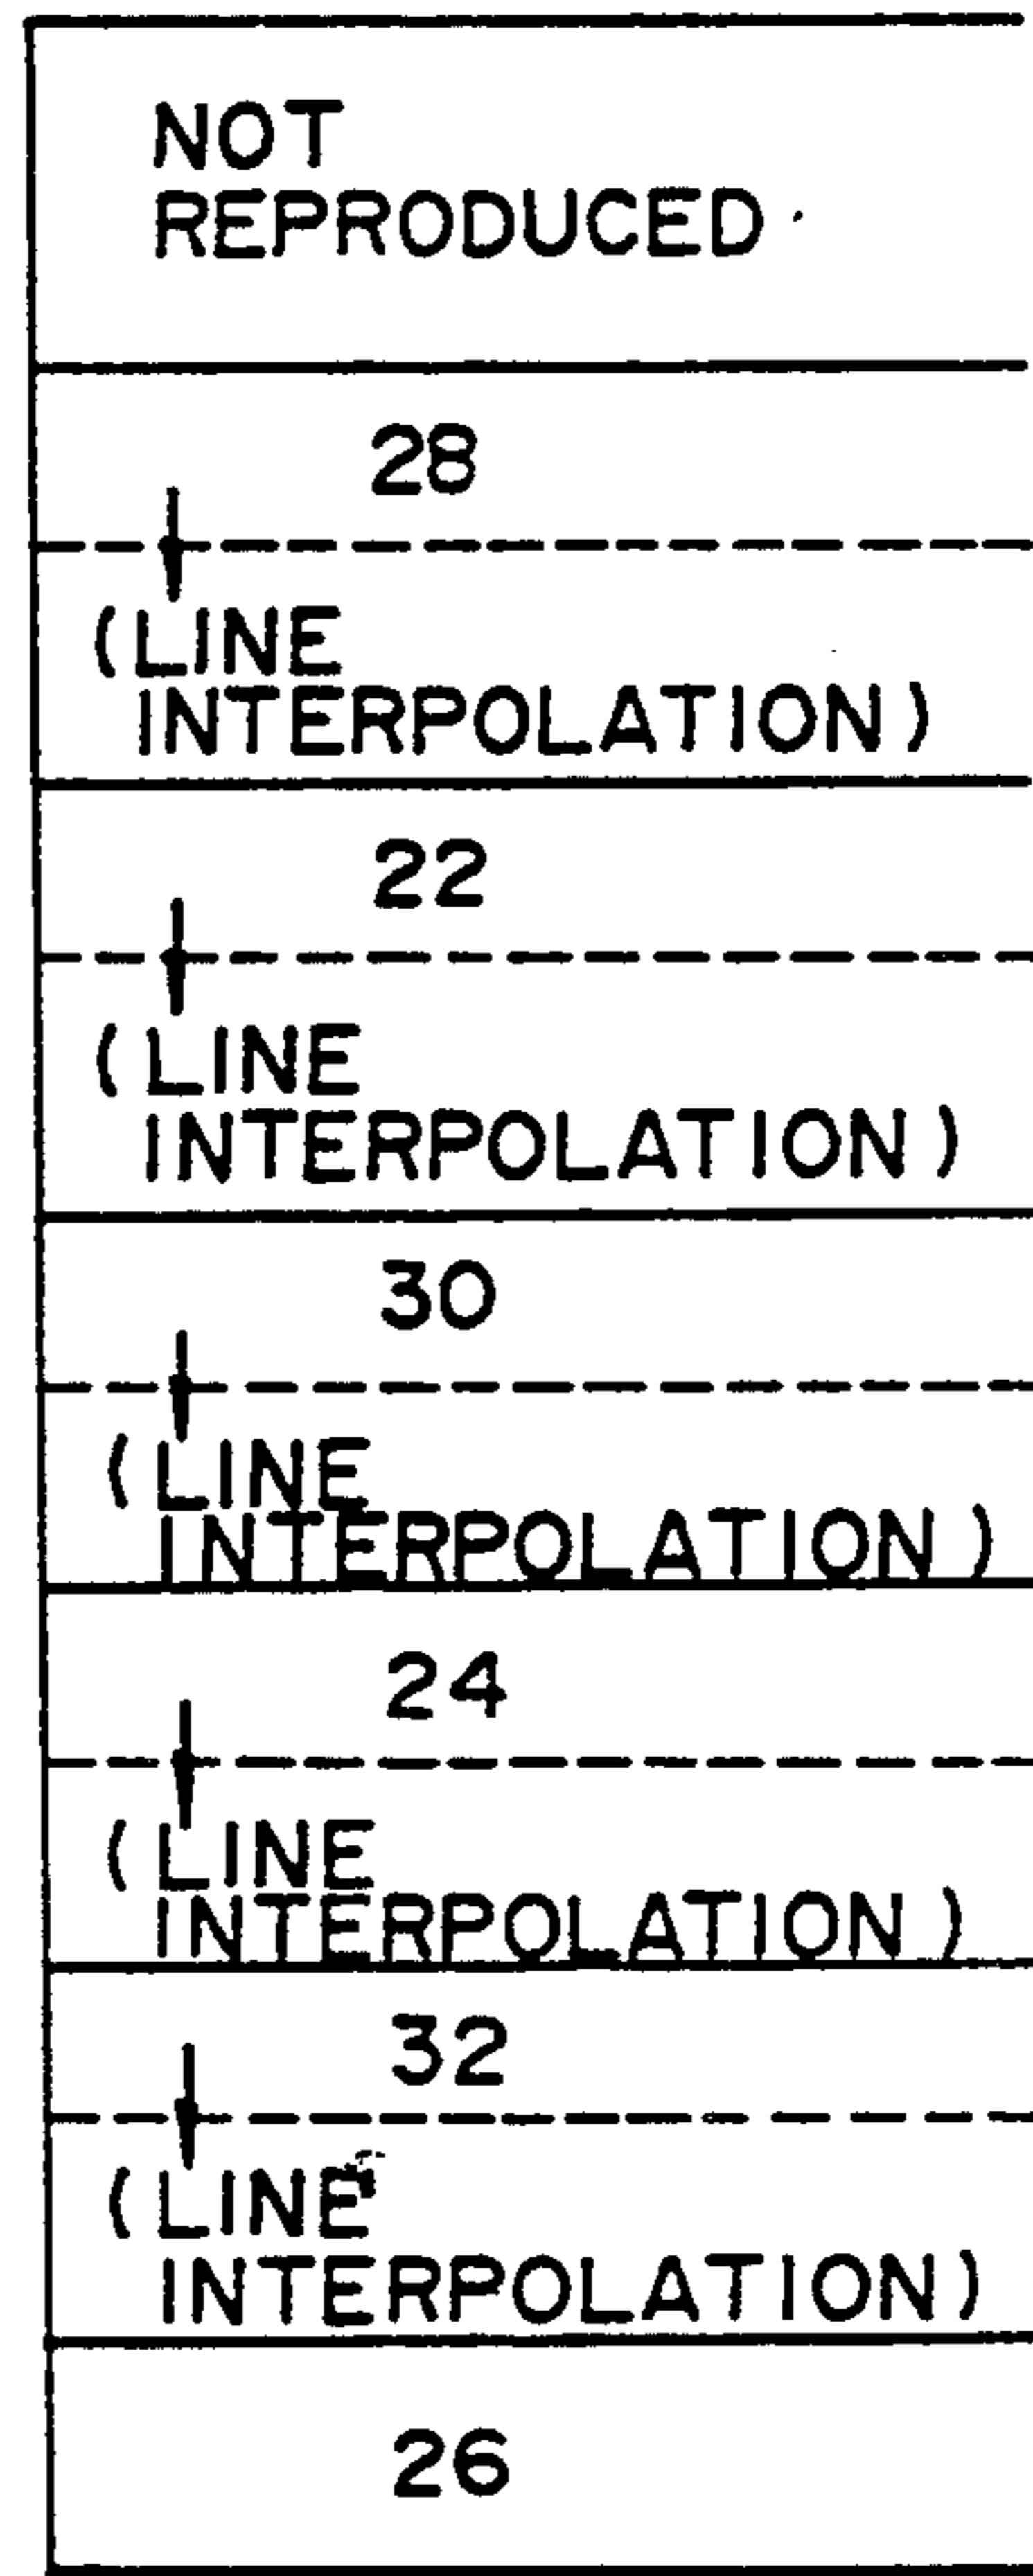 NOT
REPRODUCED
28
(LINE
INTERPOLATION)
22
(LINE
INTERPOLATION)
30
(LINE
INTERPOLATION)
24
(LINE
INTERPOLATION)
32
(LINE
INTERPOLATION)
26